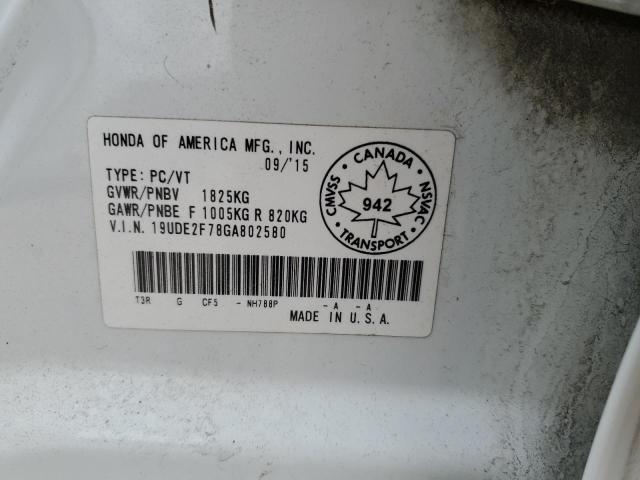 HONDA OF AMERICA MFG., INC.
09/'15
TYPE: PC/VT
GVWR/PNBV 1825KG
GAWR/PNBE F 1005KG R 820KG
V.I.N. 19UDE2F78GA802580
CANADA
CMVSS
942
NSVAC
TRANSPORT
T3R G CF5 - NH788P - A - A
MADE IN U.S.A.